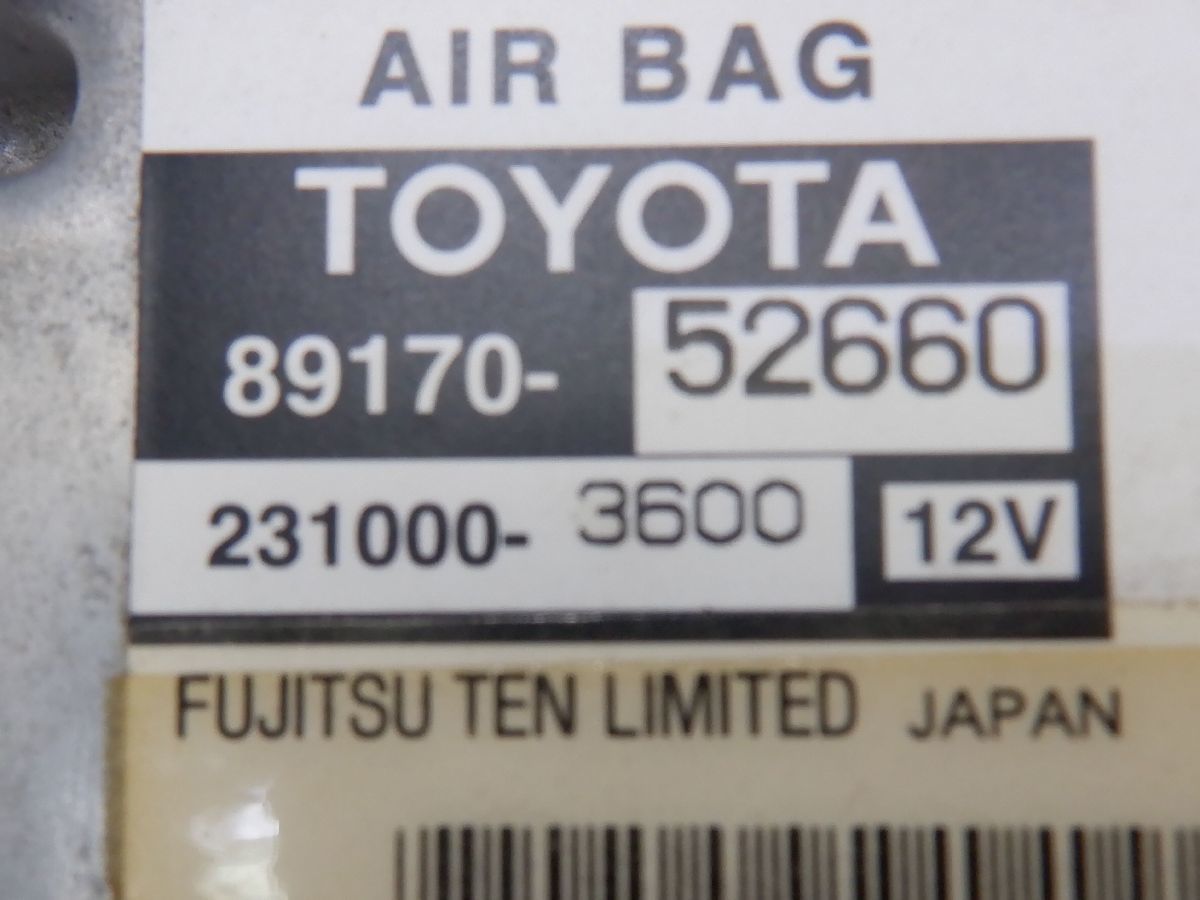 AIR BAG
TOYOTA
89170-52660
231000-3600 12V
FUJITSU TEN LIMITED JAPAN